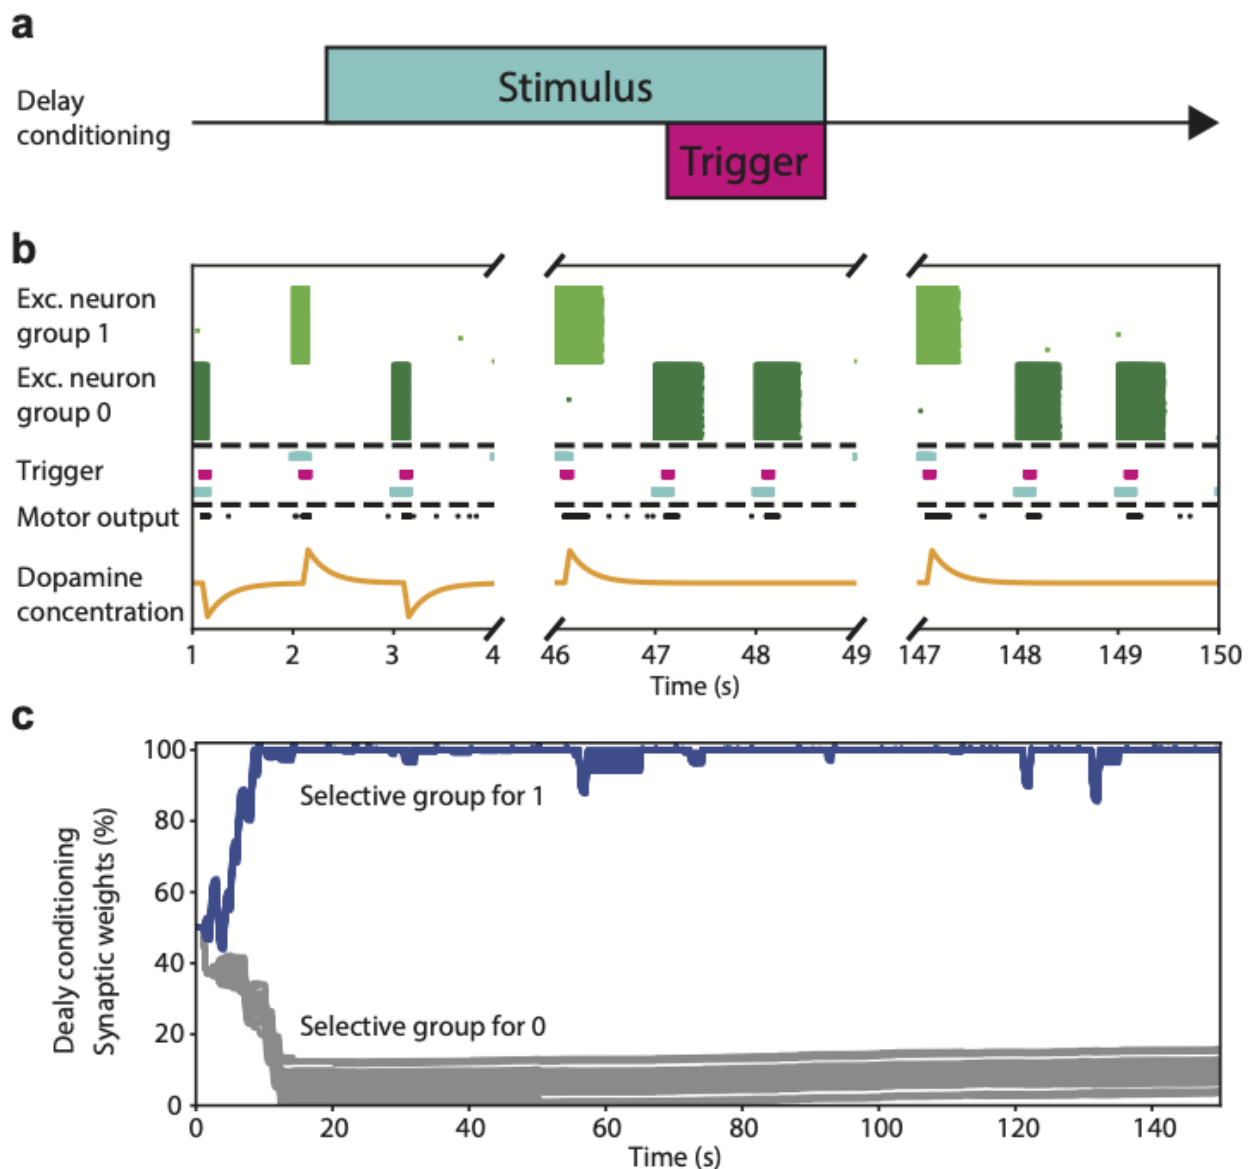 a
Delay
conditioning
Stimulus
Trigger
b
Exc. neuron
group 1
Exc. neuron
group 0
Trigger
Motor output
Dopamine
concentration
1 2 3 4 46 47 48 49 147 148 149 150
Time (s)
c
Dealy conditioning
Synaptic weights (%)
100
80
60
40
20
0
Selective group for 1
Selective group for 0
0 20 40 60 80 100 120 140
Time (s)